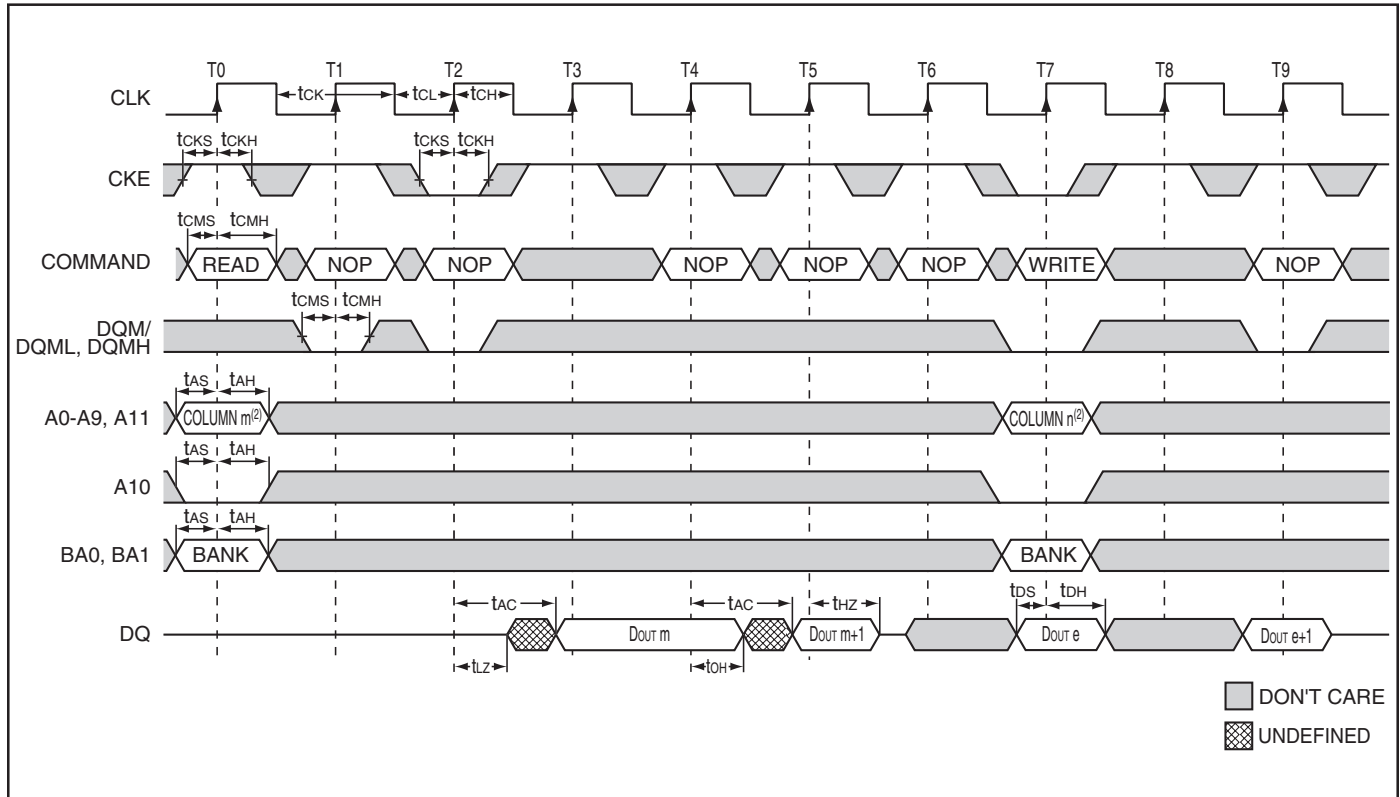 T0 T1 T2 T3 T4 T5 T6 T7 T8 T9
CLK tCK tCL tCH
tCKS tCKH tCKS tCKH
CKE
tCMS tCMH
COMMAND READ NOP NOP NOP NOP NOP WRITE NOP
tCMS tCMH
DQM/
DQML, DQMH
tAS tAH
A0-A9, A11 COLUMN m(2) COLUMN n(2)
tAS tAH
A10
tAS tAH
BA0, BA1 BANK BANK
tAC tAC tHZ tDS tDH
DQ DOUT m DOUT m+1 DOUT e DOUT e+1
tLZ tOH
DON'T CARE
UNDEFINED